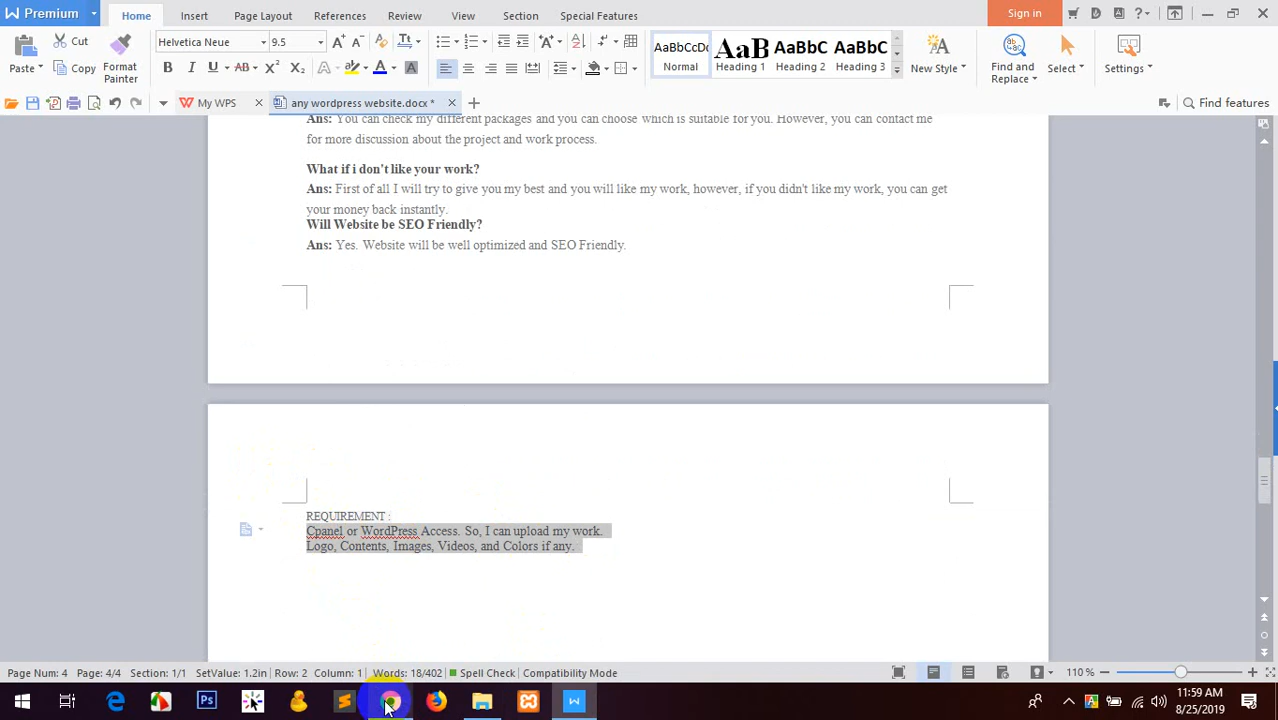 Premium
Home
Insert
Page Layout
References
Review
View
Section
Special Features
Sign in
Cut
Helvetica Neue
9.5
AaBbCcDc
AaB
AaBbC
AaBbC
Paste
Copy
Format
Painter
Normal
Heading 1
Heading 2
Heading 3
New Style
Find and
Replace
Select
Settings
My WPS
any wordpress website.docx *
Find features
Ans: You can check my different packages and you can choose which is suitable for you. However, you can contact me
for more discussion about the project and work process.
What if i don't like your work?
Ans: First of all I will try to give you my best and you will like my work, however, if you didn't like my work, you can get
your money back instantly.
Will Website be SEO Friendly?
Ans: Yes. Website will be well optimized and SEO Friendly.
REQUIREMENT :
Cpanel or WordPress Access. So, I can upload my work.
Logo, Contents, Images, Videos, and Colors if any.
Page Num: 4
Page: 4/4
Section: 1/1
SetValue: 1.2in
Row: 2
Column: 1
Words: 18/402
Spell Check
Compatibility Mode
110 %
11:59 AM
8/25/2019